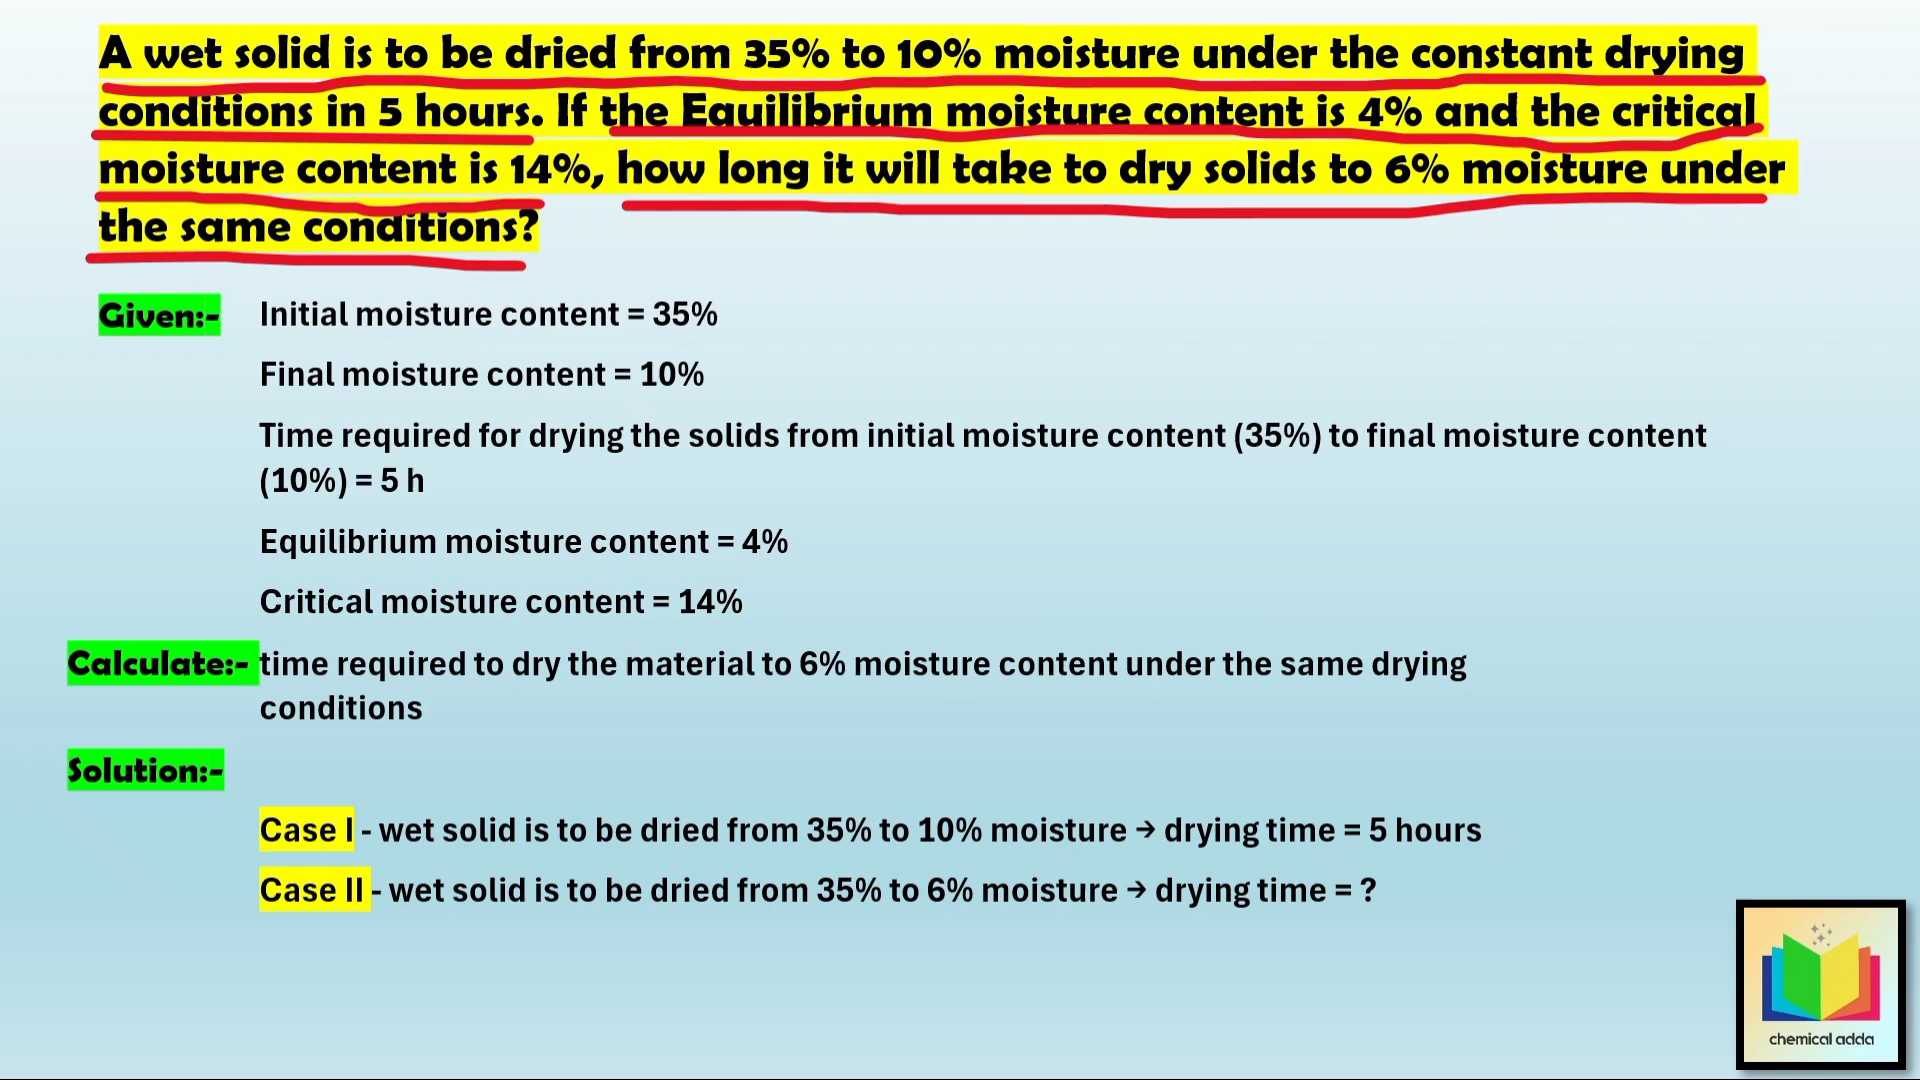 A wet solid is to be dried from 35% to 10% moisture under the constant drying
conditions in 5 hours. If the Equilibrium moisture content is 4% and the critical
moisture content is 14%, how long it will take to dry solids to 6% moisture under
the same conditions?
Given:- Initial moisture content = 35%
Final moisture content = 10%
Time required for drying the solids from initial moisture content (35%) to final moisture content
(10%) = 5 h
Equilibrium moisture content = 4%
Critical moisture content = 14%
Calculate:- time required to dry the material to 6% moisture content under the same drying
conditions
Solution:-
Case I - wet solid is to be dried from 35% to 10% moisture → drying time = 5 hours
Case II - wet solid is to be dried from 35% to 6% moisture → drying time = ?
chemical adda